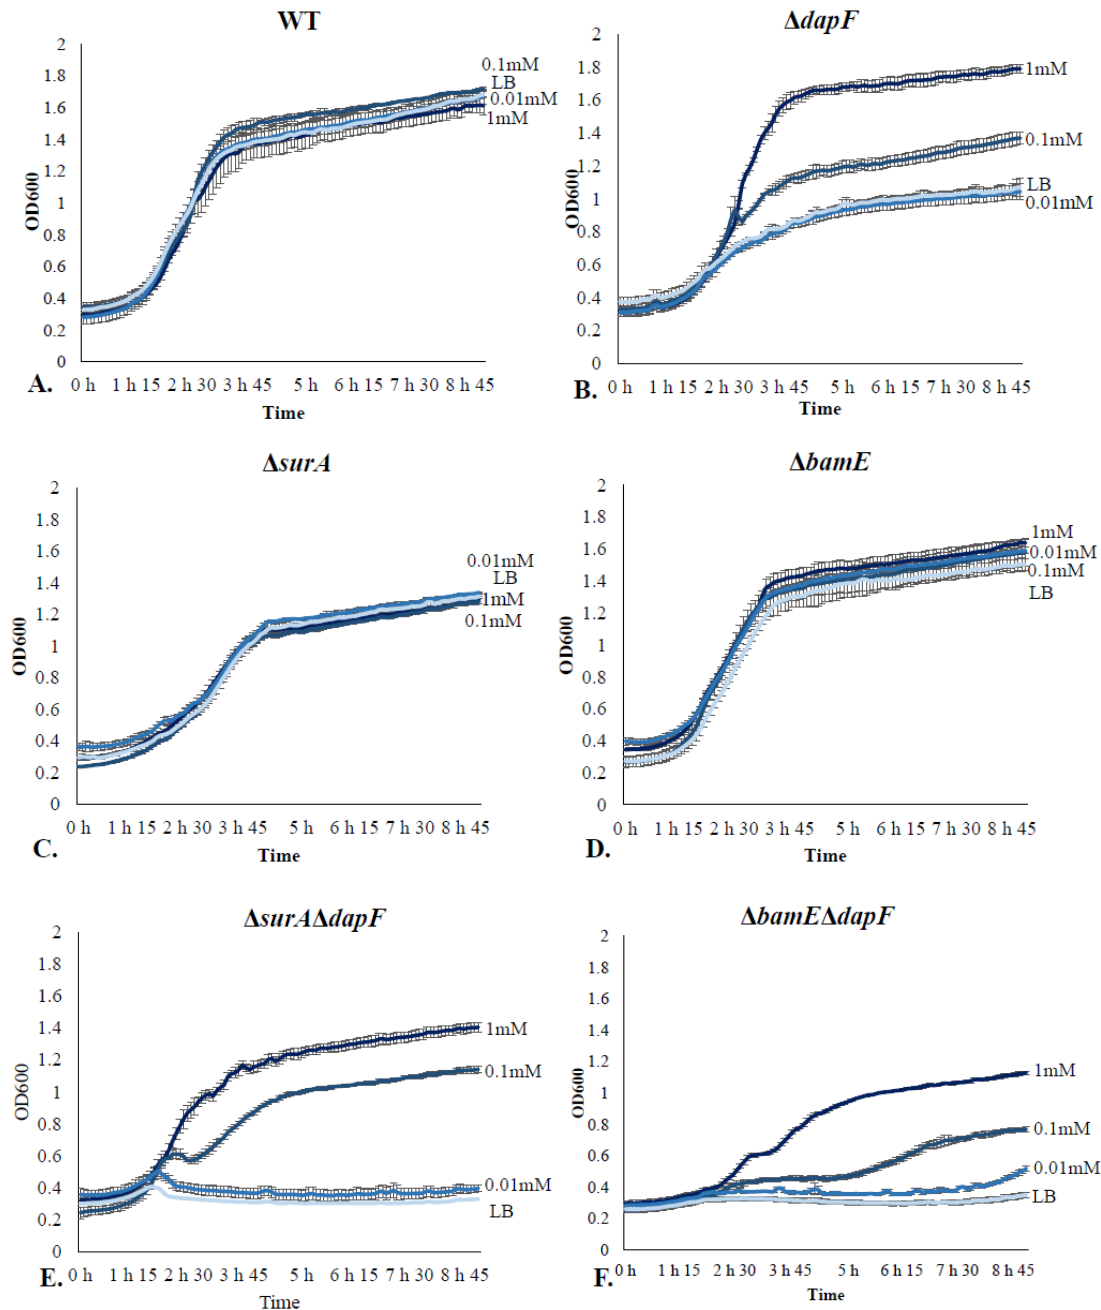 WT
2
1.8
1.6
1.4
1.2
1
0.8
0.6
0.4
0.2
0
OD600
0.1mM
LB
0.01mM
1mM
0 h 1 h 15 2 h 30 3 h 45 5 h 6 h 15 7 h 30 8 h 45
A.
Time
ΔdapF
2
1.8
1.6
1.4
1.2
1
0.8
0.6
0.4
0.2
0
OD600
1mM
0.1mM
LB
0.01mM
0 h 1 h 15 2 h 30 3 h 45 5 h 6 h 15 7 h 30 8 h 45
B.
Time
ΔsurA
2
1.8
1.6
1.4
1.2
1
0.8
0.6
0.4
0.2
0
OD600
0.01mM
LB
1mM
0.1mM
0 h 1 h 15 2 h 30 3 h 45 5 h 6 h 15 7 h 30 8 h 45
C.
Time
ΔbamE
2
1.8
1.6
1.4
1.2
1
0.8
0.6
0.4
0.2
0
OD600
1mM
0.01mM
0.1mM
LB
0 h 1 h 15 2 h 30 3 h 45 5 h 6 h 15 7 h 30 8 h 45
D.
Time
ΔsurAΔdapF
2
1.8
1.6
1.4
1.2
1
0.8
0.6
0.4
0.2
0
OD600
1mM
0.1mM
0.01mM
LB
E.
0 h 1 h 15 2 h 30 3 h 45 5 h 6 h 15 7 h 30 8 h 45
Time
ΔbamEΔdapF
2
1.8
1.6
1.4
1.2
1
0.8
0.6
0.4
0.2
0
OD600
1mM
0.1mM
0.01mM
LB
F.
0 h 1 h 15 2 h 30 3 h 45 5 h 6 h 15 7 h 30 8 h 45
Time